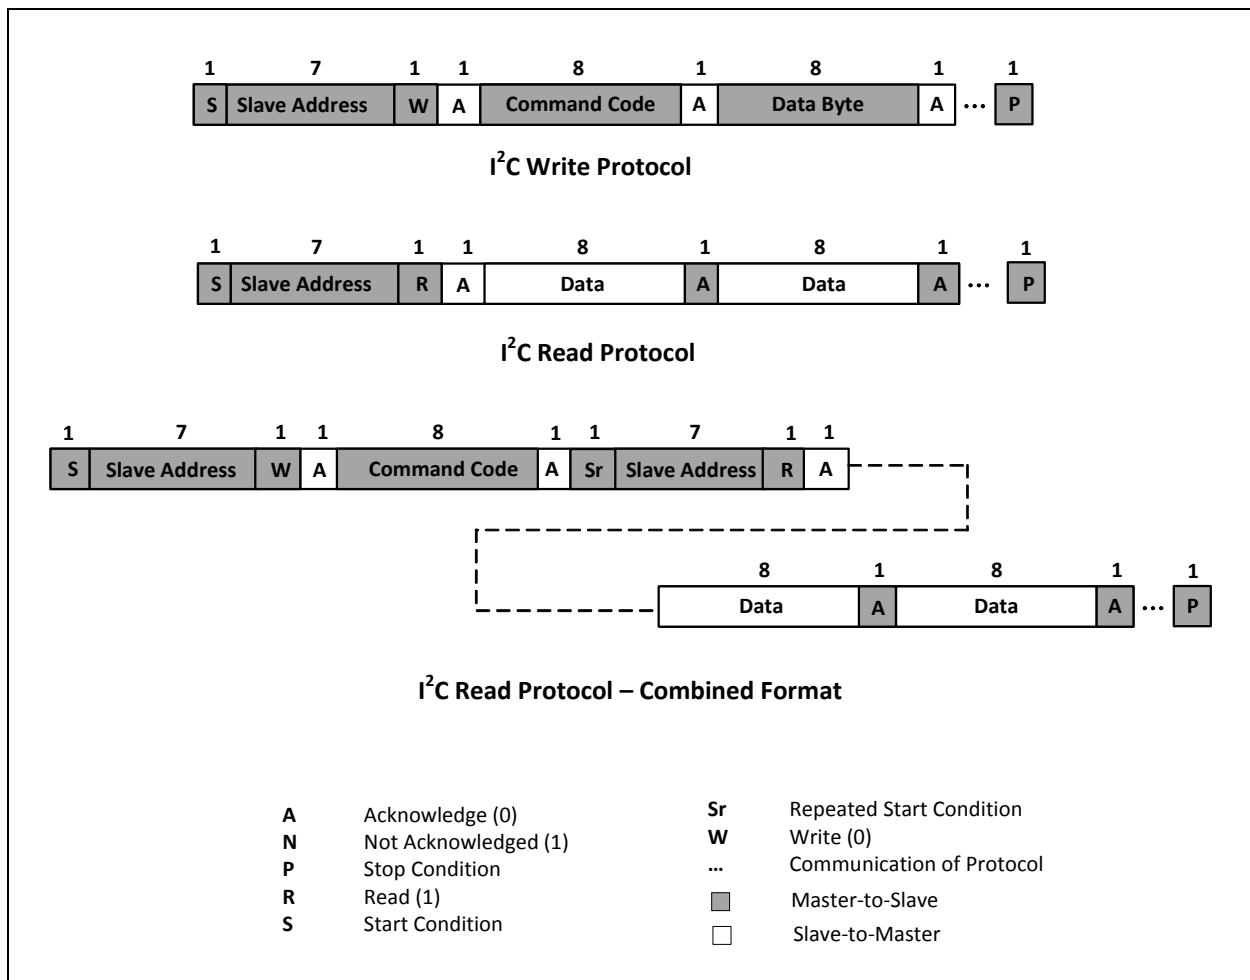 1 7 1 1 8 1 8 1 1
S Slave Address W A Command Code A Data Byte A ... P
I²C Write Protocol
1 7 1 1 8 1 8 1 1
S Slave Address R A Data A Data A ... P
I²C Read Protocol
1 7 1 1 8 1 1 7 1 1
S Slave Address W A Command Code A Sr Slave Address R A
8 1 8 1 1
Data A Data A ... P
I²C Read Protocol – Combined Format
A Acknowledge (0)
N Not Acknowledged (1)
P Stop Condition
R Read (1)
S Start Condition
Sr Repeated Start Condition
W Write (0)
... Communication of Protocol
Master-to-Slave
Slave-to-Master